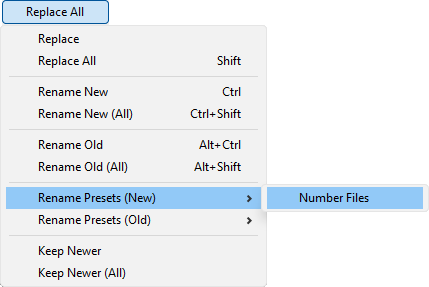 Replace All
Replace
Replace All Shift
Rename New Ctrl
Rename New (All) Ctrl+Shift
Rename Old Alt+Ctrl
Rename Old (All) Alt+Shift
Rename Presets (New) Number Files
Rename Presets (Old)
Keep Newer
Keep Newer (All)